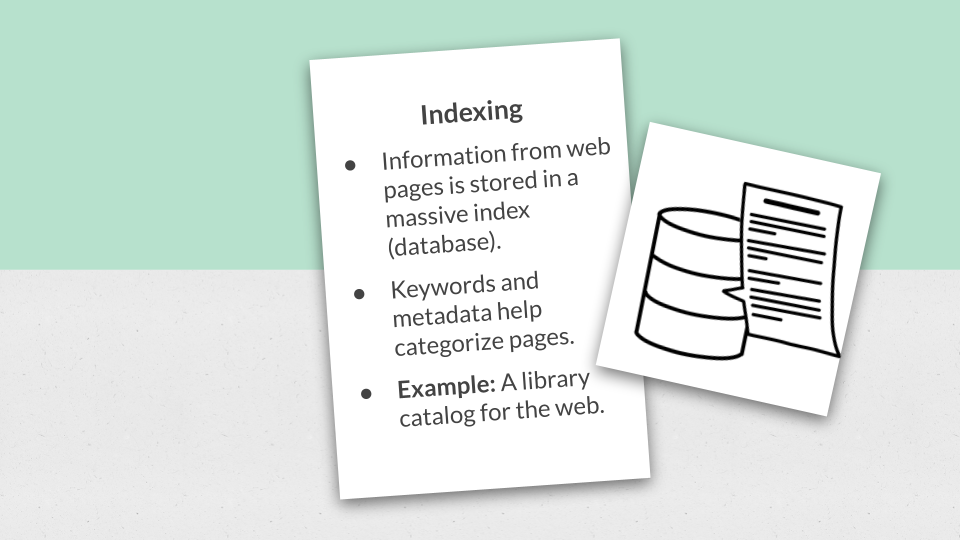 Indexing
● Information from web
pages is stored in a
massive index
(database).
● Keywords and
metadata help
categorize pages.
● Example: A library
catalog for the web.